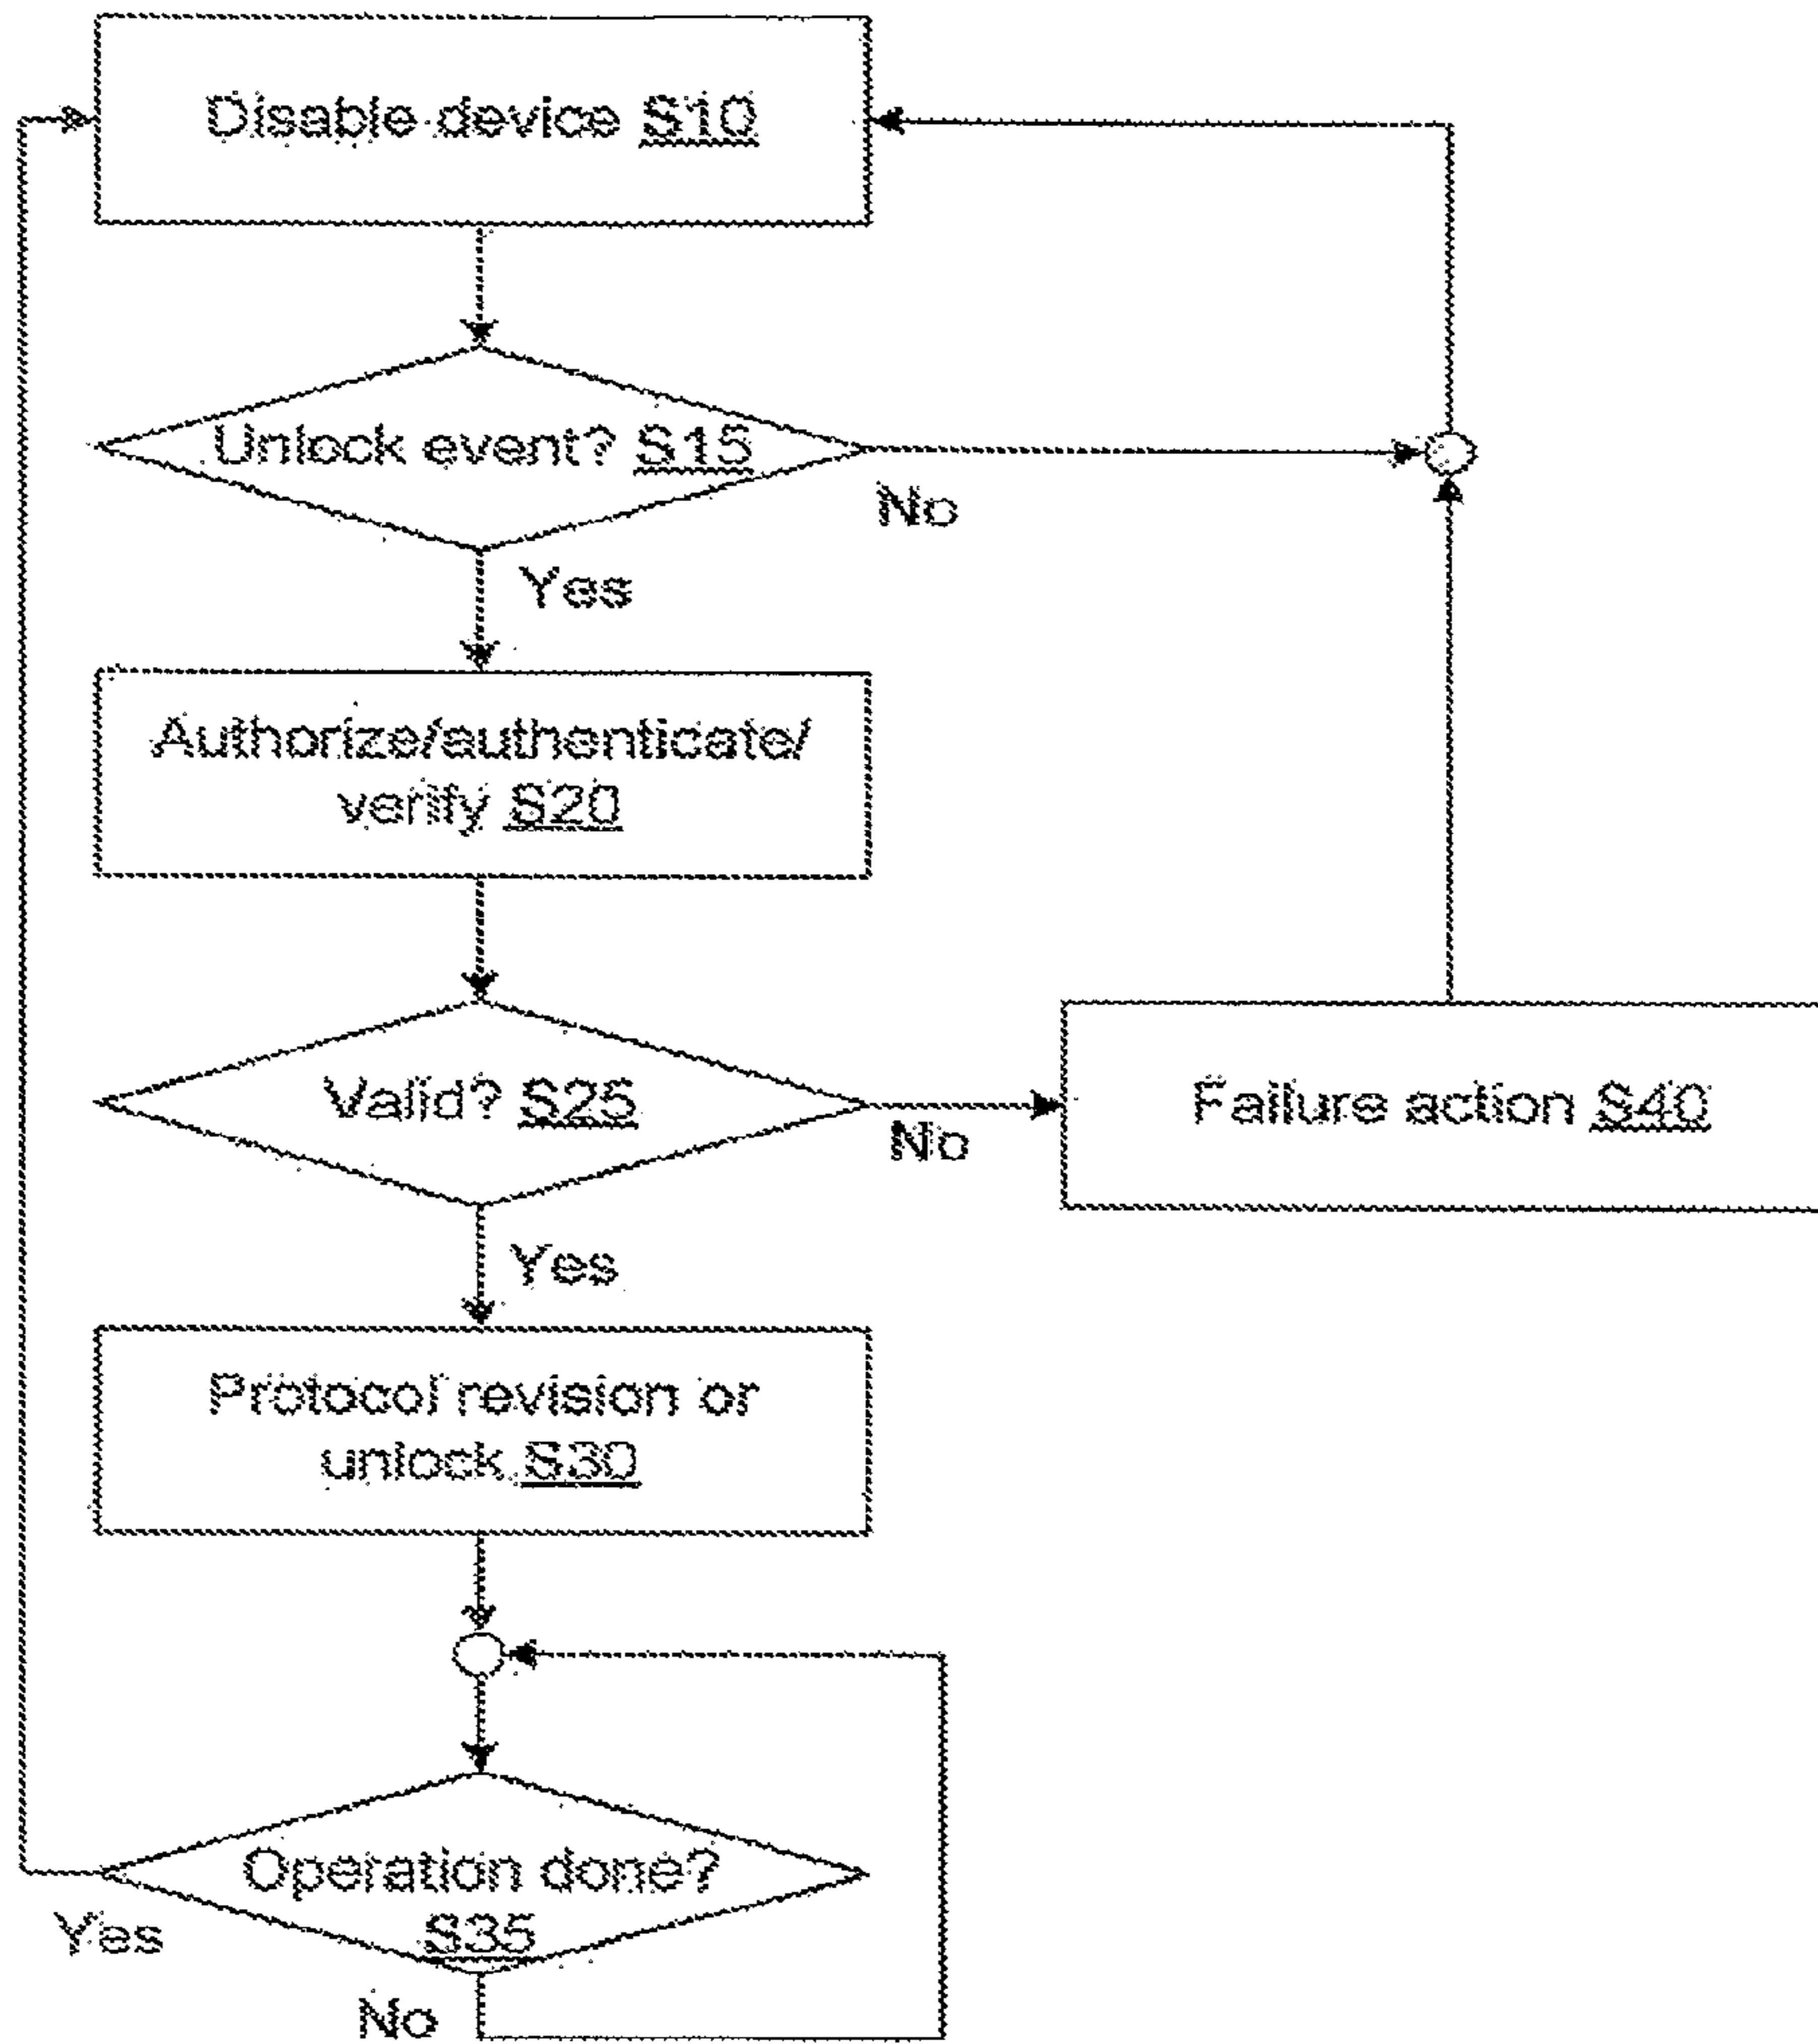 Disable device S10
Unlock event? S15
No
Yes
Authorize/authenticate/
verify S20
Valid? S25
No
Failure action S40
Yes
Protocol revision or
unlock S30
Operation done?
S35
Yes
No